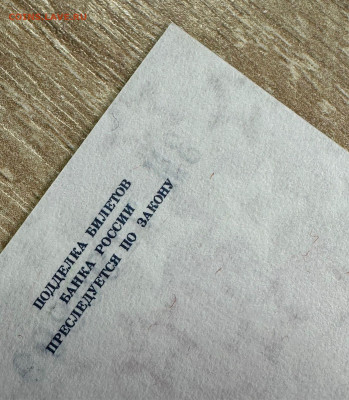 ПОДДЕЛКА БИЛЕТОВ
БАНКА РОССИИ
ПРЕСЛЕДУЕТСЯ ПО ЗАКОНУ